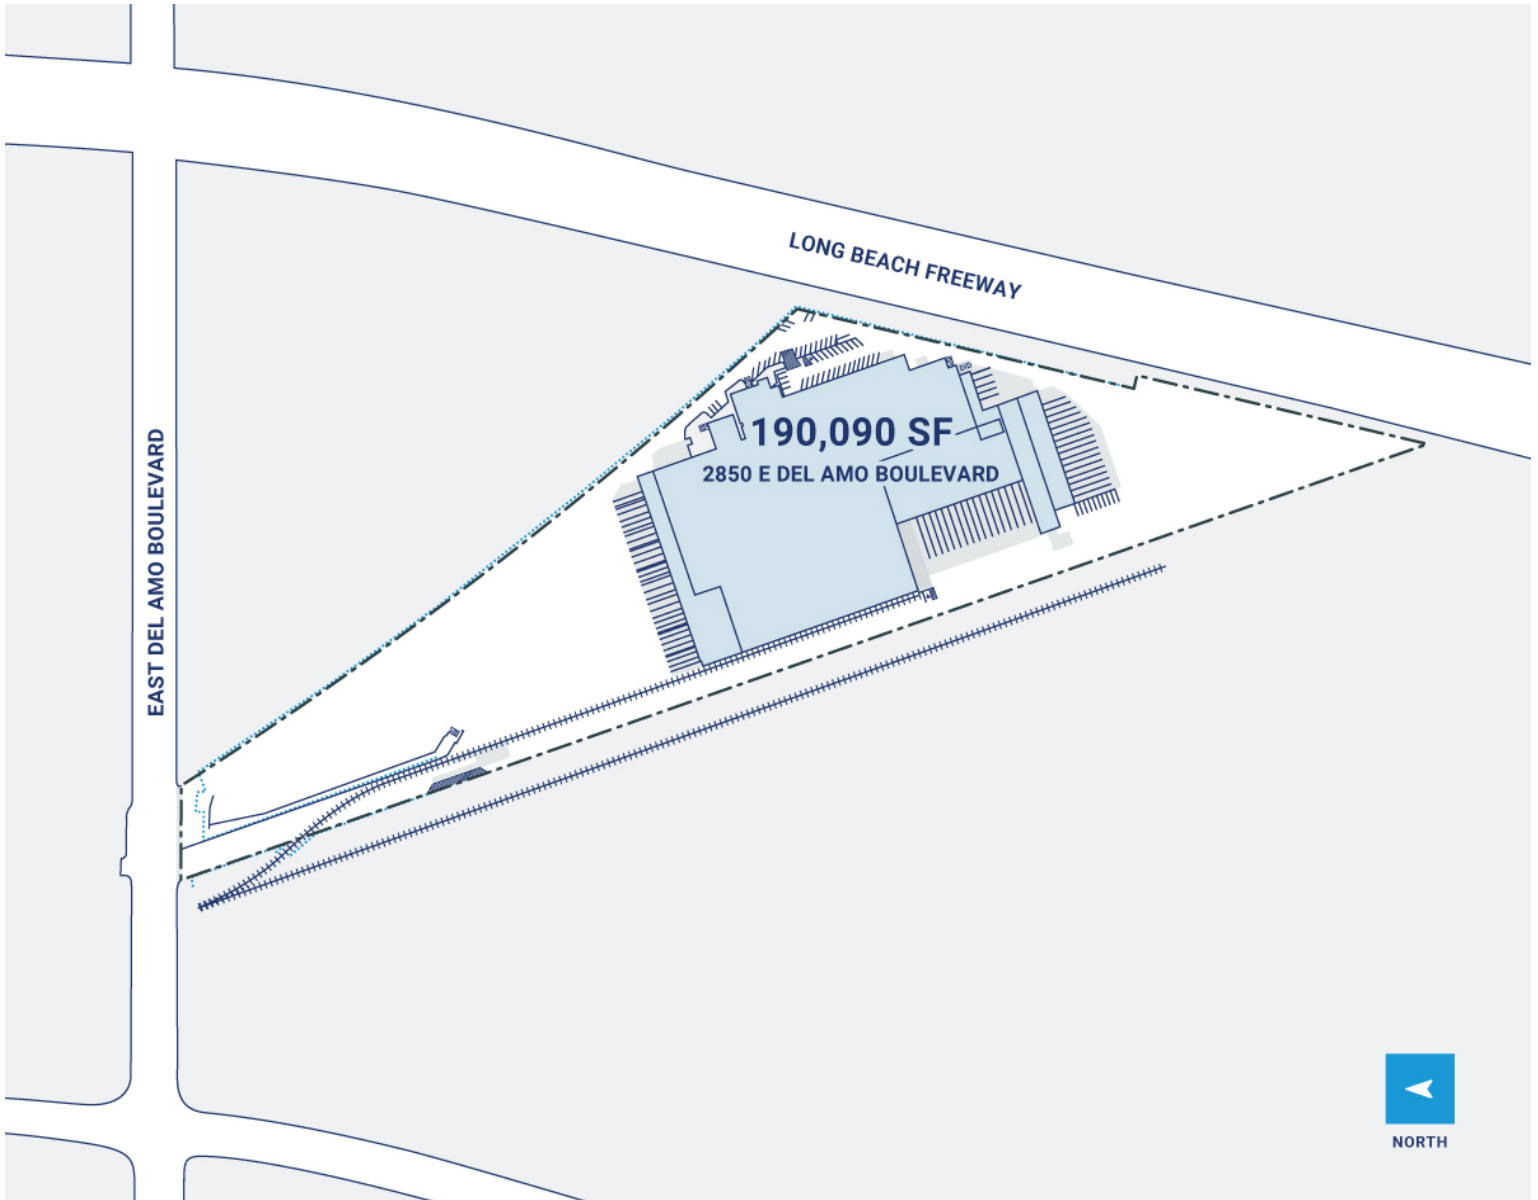 LONG BEACH FREEWAY
190,090 SF
2850 E DEL AMO BOULEVARD
EAST DEL AMO BOULEVARD
NORTH